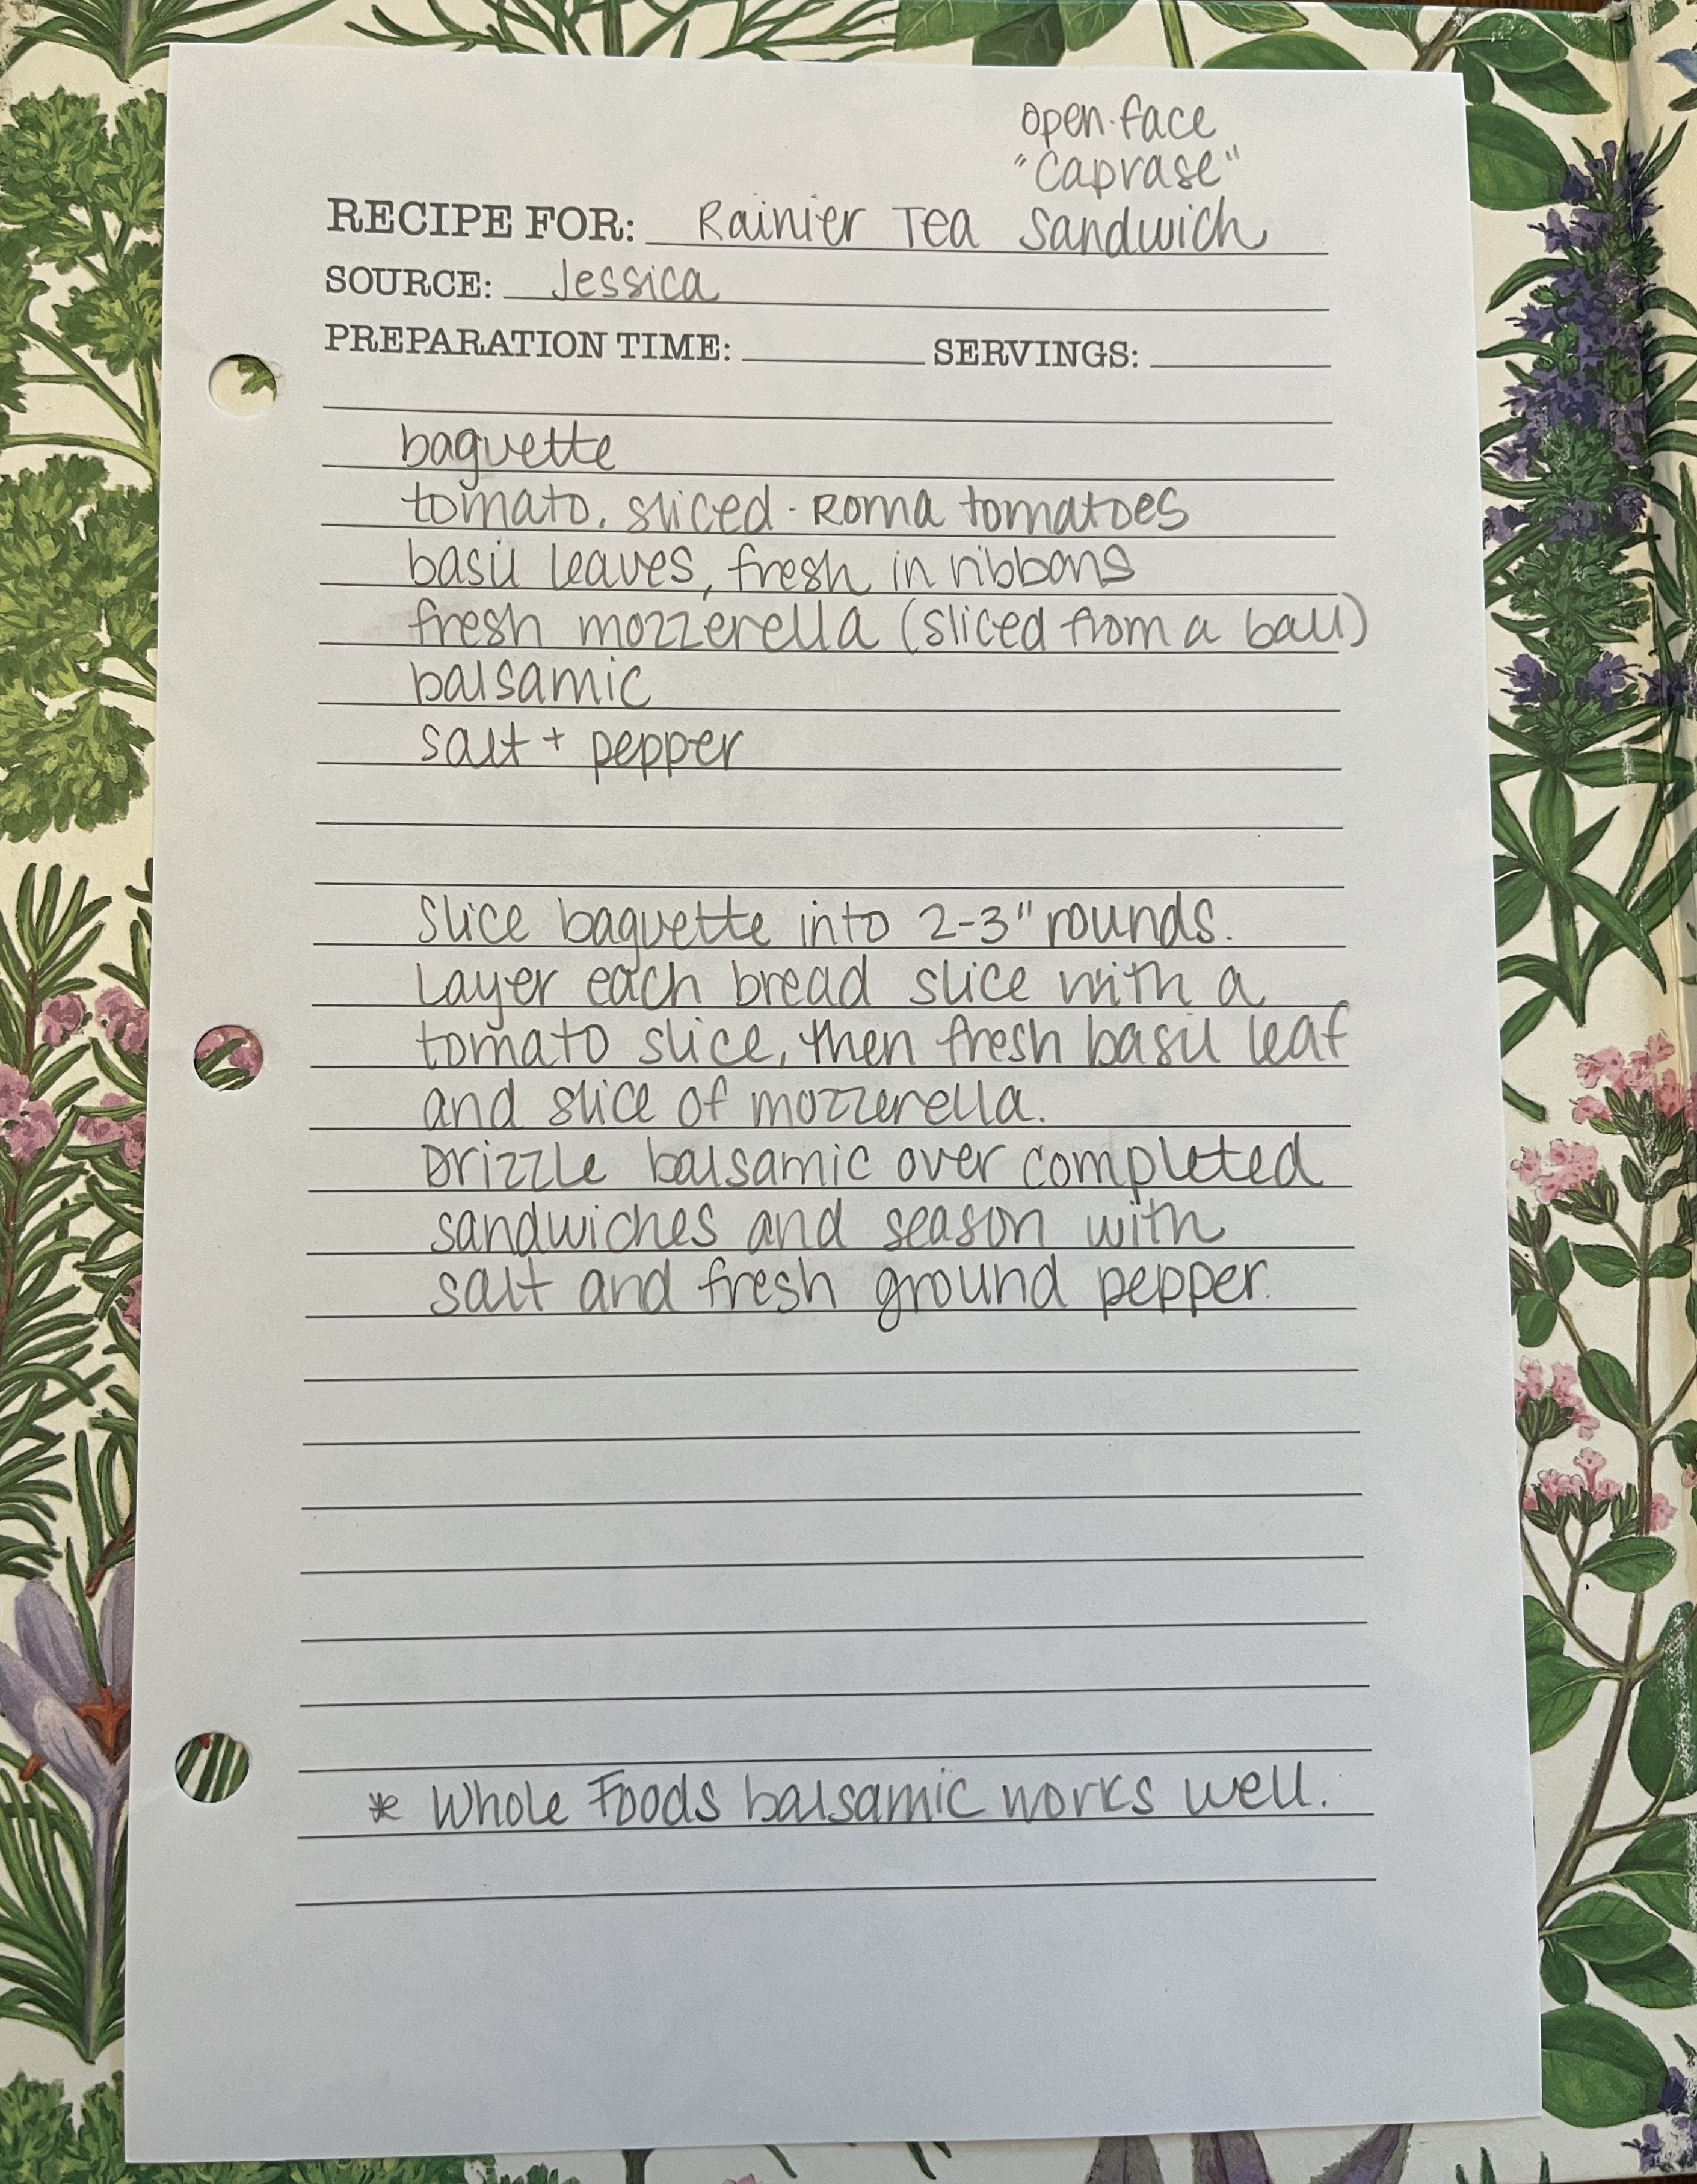 open-face
"Caprase"
RECIPE FOR: Rainier Tea Sandwich
SOURCE: Jessica
PREPARATION TIME: SERVINGS:
baguette
tomato, sliced - Roma tomatoes
basil leaves, fresh in ribbons
fresh mozzerella (sliced from a ball)
balsamic
salt + pepper
Slice baguette into 2-3" rounds.
Layer each bread slice with a
tomato slice, then fresh basil leaf
and slice of mozzerella.
Drizzle balsamic over completed
sandwiches and season with
salt and fresh ground pepper.
* Whole Foods balsamic works well.